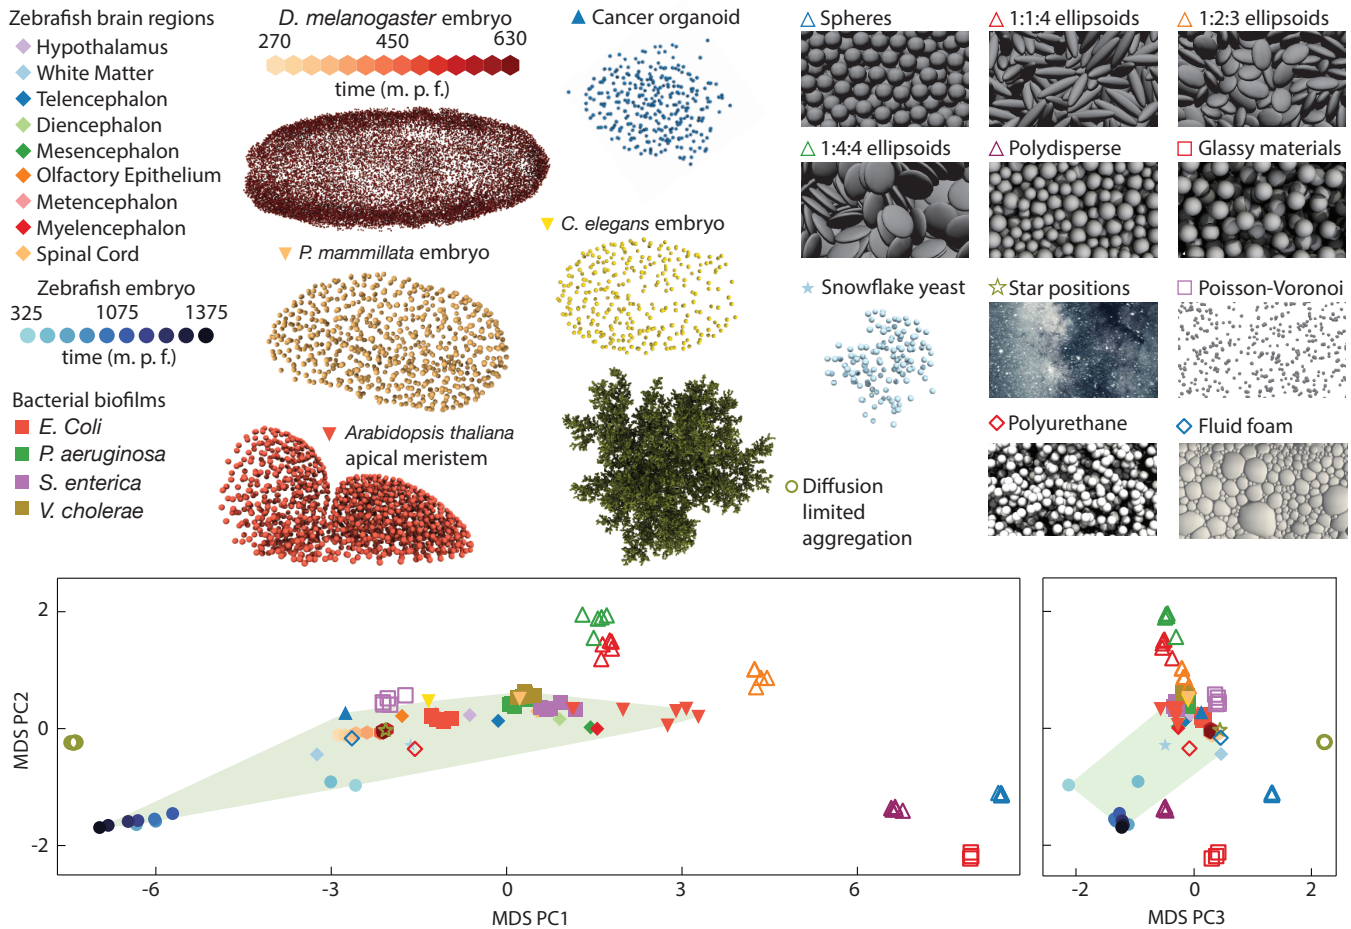 Zebrafish brain regions
Hypothalamus
White Matter
Telencephalon
Diencephalon
Mesencephalon
Olfactory Epithelium
Metencephalon
Myelencephalon
Spinal Cord
Zebrafish embryo
325 1075 1375
time (m. p. f.)
Bacterial biofilms
E. Coli
P. aeruginosa
S. enterica
V. cholerae
D. melanogaster embryo
270 450 630
time (m. p. f.)
P. mammillata embryo
Arabidopsis thaliana
apical meristem
Cancer organoid
C. elegans embryo
Diffusion
limited
aggregation
Spheres
1:1:4 ellipsoids
1:2:3 ellipsoids
1:4:4 ellipsoids
Polydisperse
Glassy materials
Snowflake yeast
Star positions
Poisson-Voronoi
Polyurethane
Fluid foam
MDS PC2
2
0
-2
-6 -3 0 3 6
MDS PC1
-2 0 2
MDS PC3